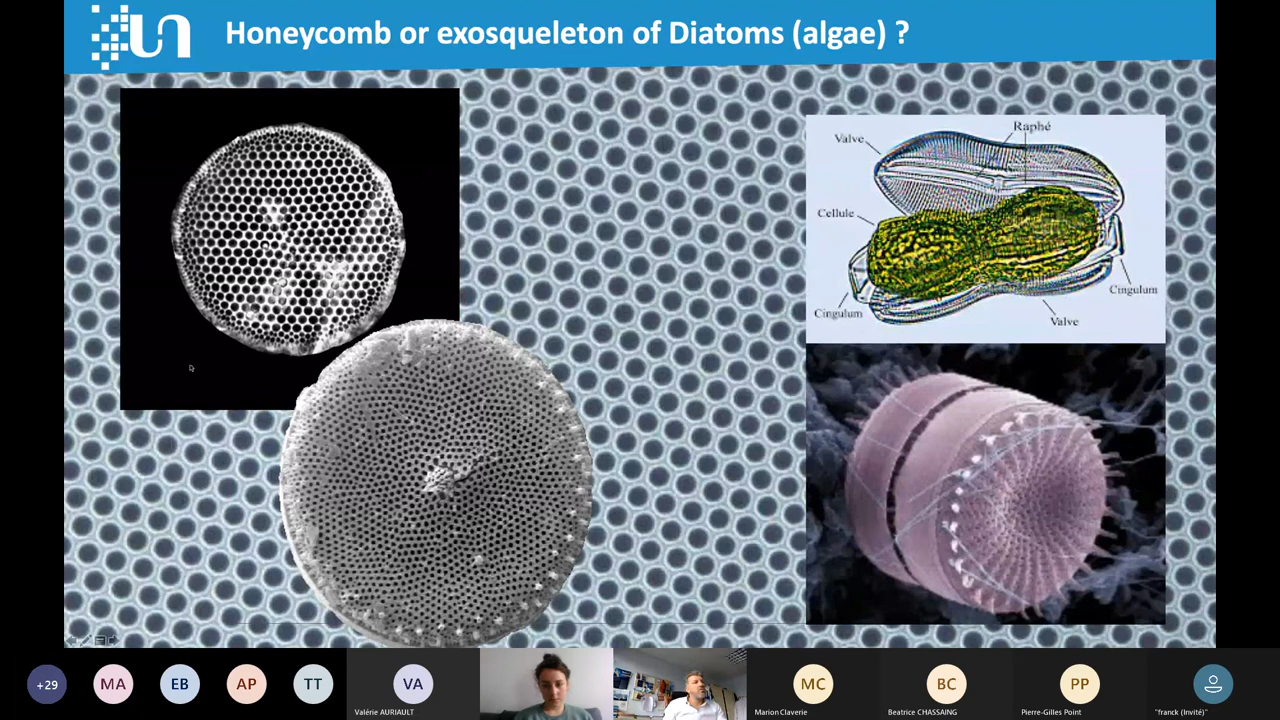 un
Honeycomb or exosqueleton of Diatoms (algae) ?
Raphé
Valve
Cellule
Cingulum
Cingulum
Valve
+29
MA
EB
AP
TT
VA
MC
BC
PP
Valérie AURIAULT
Marion Claverie
Beatrice CHASSAING
Pierre-Gilles Point
"franck (Invité)"